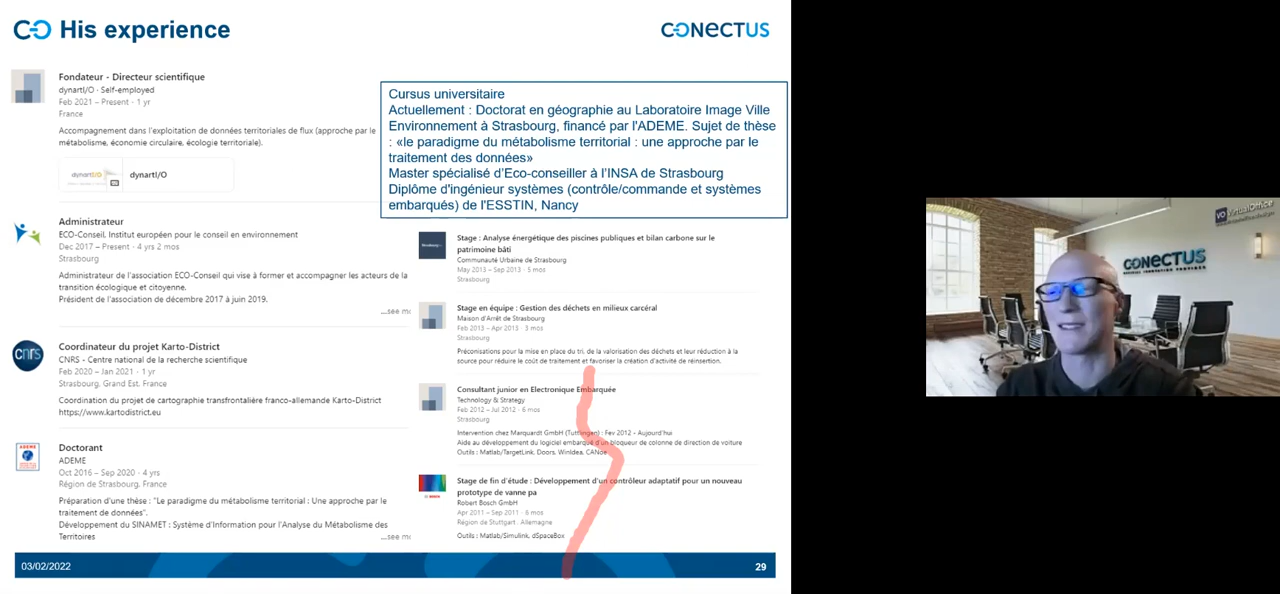 His experience
CONECTUS
Fondateur - Directeur scientifique
dynartI/O · Self-employed
Feb 2021 – Present · 1 yr
France
Accompagnement dans l'exploitation de données territoriales de flux (approche par le
métabolisme, économie circulaire, écologie territoriale).
dynartI/O
dynartI/O
Administrateur
ECO-Conseil, Institut européen pour le conseil en environnement
Dec 2017 – Present · 4 yrs 2 mos
Strasbourg
Administrateur de l'association ECO-Conseil qui vise à former et accompagner les acteurs de la
transition écologique et citoyenne.
Président de l'association de décembre 2017 à juin 2019.
...see mo
cnrs
Coordinateur du projet Karto-District
CNRS - Centre national de la recherche scientifique
Feb 2020 – Jan 2021 · 1 yr
Strasbourg, Grand Est, France
Coordination du projet de cartographie transfrontalière franco-allemande Karto-District
https://www.kartodistrict.eu
ADEME
Doctorant
ADEME
Oct 2016 – Sep 2020 · 4 yrs
Région de Strasbourg, France
Préparation d'une thèse : "Le paradigme du métabolisme territorial : Une approche par le
traitement de données".
Développement du SINAMET : Système d'Information pour l'Analyse du Métabolisme des
Territoires
...see mo
Cursus universitaire
Actuellement : Doctorat en géographie au Laboratoire Image Ville
Environnement à Strasbourg, financé par l'ADEME. Sujet de thèse
: «le paradigme du métabolisme territorial : une approche par le
traitement des données»
Master spécialisé d'Eco-conseiller à l'INSA de Strasbourg
Diplôme d'ingénieur systèmes (contrôle/commande et systèmes
embarqués) de l'ESSTIN, Nancy
Stage : Analyse énergétique des piscines publiques et bilan carbone sur le
patrimoine bâti
Communauté Urbaine de Strasbourg
May 2013 – Sep 2013 · 5 mos
Strasbourg
Stage en équipe : Gestion des déchets en milieux carcéral
Maison d'Arrêt de Strasbourg
Feb 2013 – Apr 2013 · 3 mos
Strasbourg
Préconisations pour la mise en place du tri, de la valorisation des déchets et leur réduction à la
source pour réduire le coût de traitement et favoriser la création d'activité de réinsertion.
Consultant junior en Electronique Embarquée
Technology & Strategy
Feb 2012 – Jul 2012 · 6 mos
Strasbourg
Intervention chez Marquardt GmbH (Tuttlingen) : Fev 2012 - Aujourd'hui
Aide au développement du logiciel embarqué d'un bloqueur de colonne de direction de voiture
Outils : Matlab/TargetLink, Doors, WinIdea, CANoe
Stage de fin d'étude : Développement d'un contrôleur adaptatif pour un nouveau
prototype de vanne pa
Robert Bosch GmbH
Apr 2011 – Sep 2011 · 6 mos
Région de Stuttgart, Allemagne
Outils: Matlab/Simulink, dSpaceBox
03/02/2022
29
VO VirtualOffice
CONECTUS